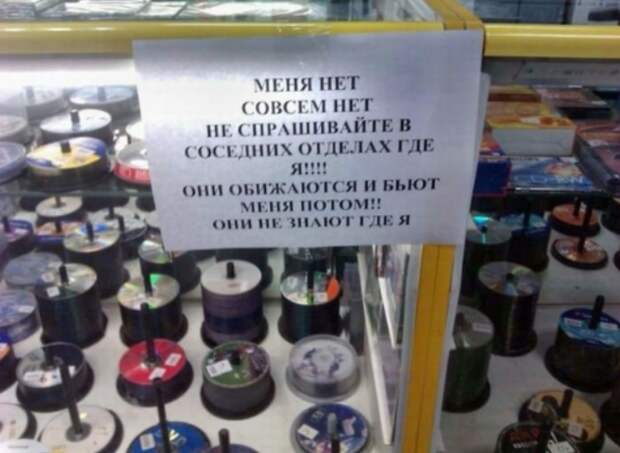 МЕНЯ НЕТ
СОВСЕМ НЕТ
НЕ СПРАШИВАЙТЕ В
СОСЕДНИХ ОТДЕЛАХ ГДЕ
Я!!!!
ОНИ ОБИЖАЮТСЯ И БЬЮТ
МЕНЯ ПОТОМ!!
ОНИ НЕ ЗНАЮТ ГДЕ Я